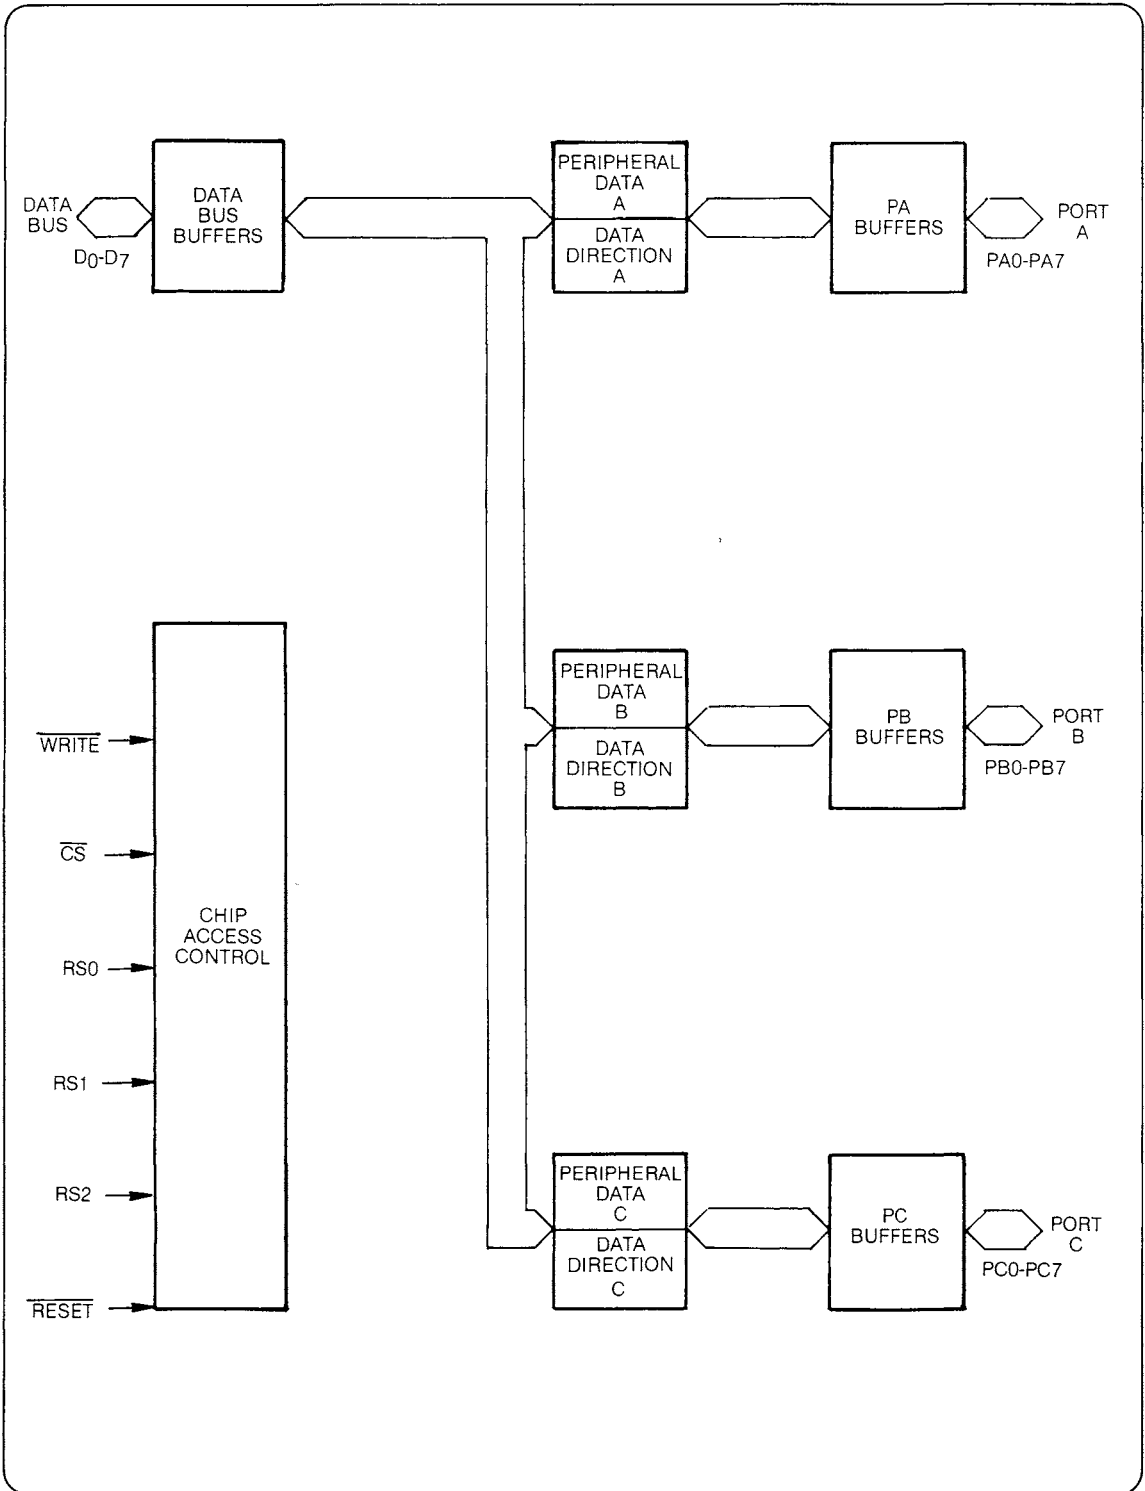 DATA
BUS
D0-D7
DATA
BUS
BUFFERS
PERIPHERAL
DATA
A
DATA
DIRECTION
A
PA
BUFFERS
PORT
A
PA0-PA7
PERIPHERAL
DATA
B
DATA
DIRECTION
B
PB
BUFFERS
PORT
B
PB0-PB7
WRITE
CS
RS0
RS1
RS2
RESET
CHIP
ACCESS
CONTROL
PERIPHERAL
DATA
C
DATA
DIRECTION
C
PC
BUFFERS
PORT
C
PC0-PC7